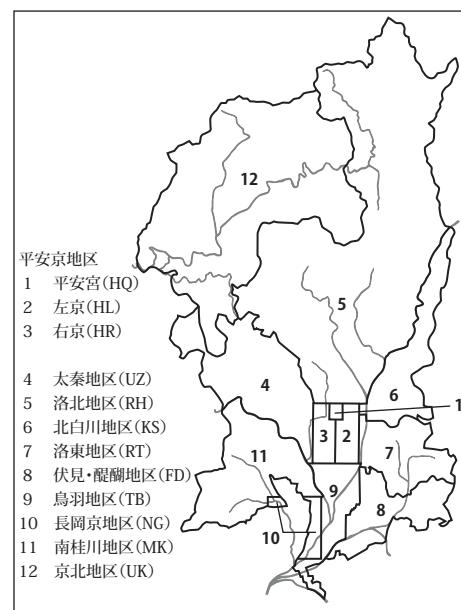 平安京地区
1 平安宮(HQ)
2 左京(HL)
3 右京(HR)
4 太秦地区(UZ)
5 洛北地区(RH)
6 北白川地区(KS)
7 洛東地区(RT)
8 伏見・醍醐地区(FD)
9 鳥羽地区(TB)
10 長岡京地区(NG)
11 南桂川地区(MK)
12 京北地区(UK)
12
5
4
6
1
3
2
11
7
9
8
10